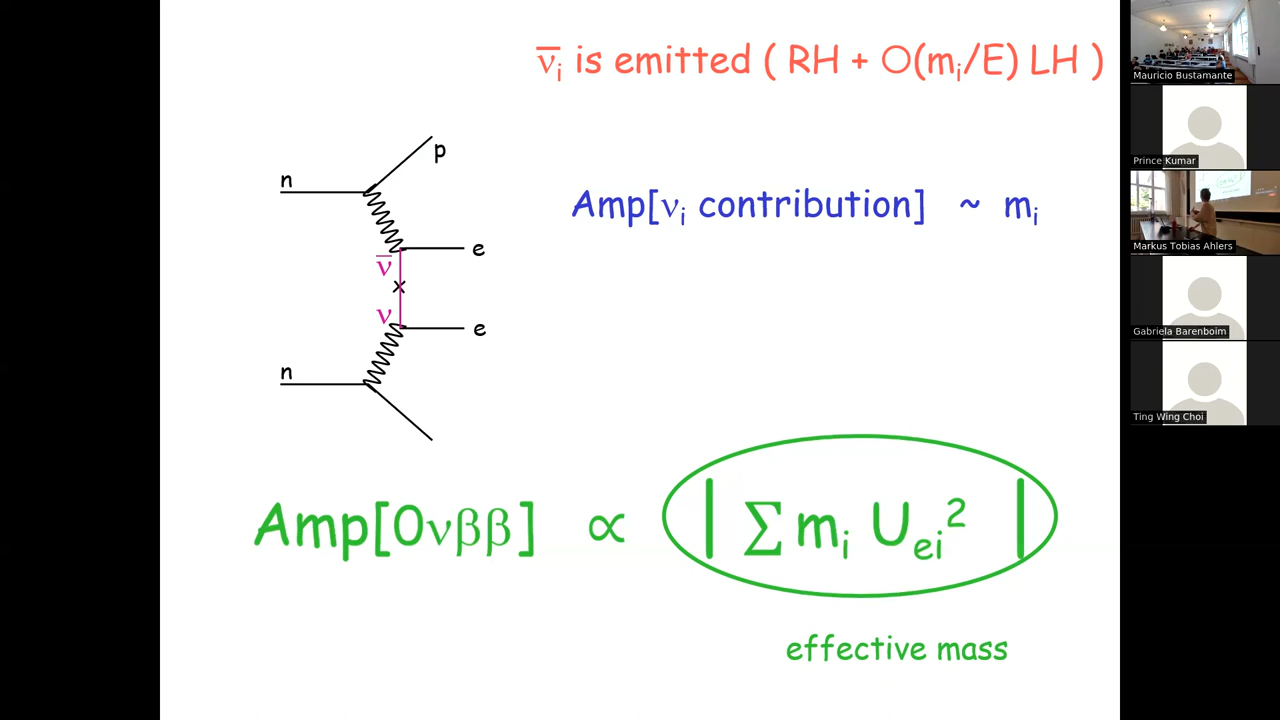 ν̅ᵢ is emitted ( RH + O(mᵢ/E) LH )
p
n
Amp[νᵢ contribution] ~ mᵢ
e
ν̅
x
ν
e
n
Amp[0νββ] ∝ | ∑ mᵢ Uₑᵢ² |
effective mass
Mauricio Bustamante
Prince Kumar
Markus Tobias Ahlers
Gabriela Barenboim
Ting Wing Choi